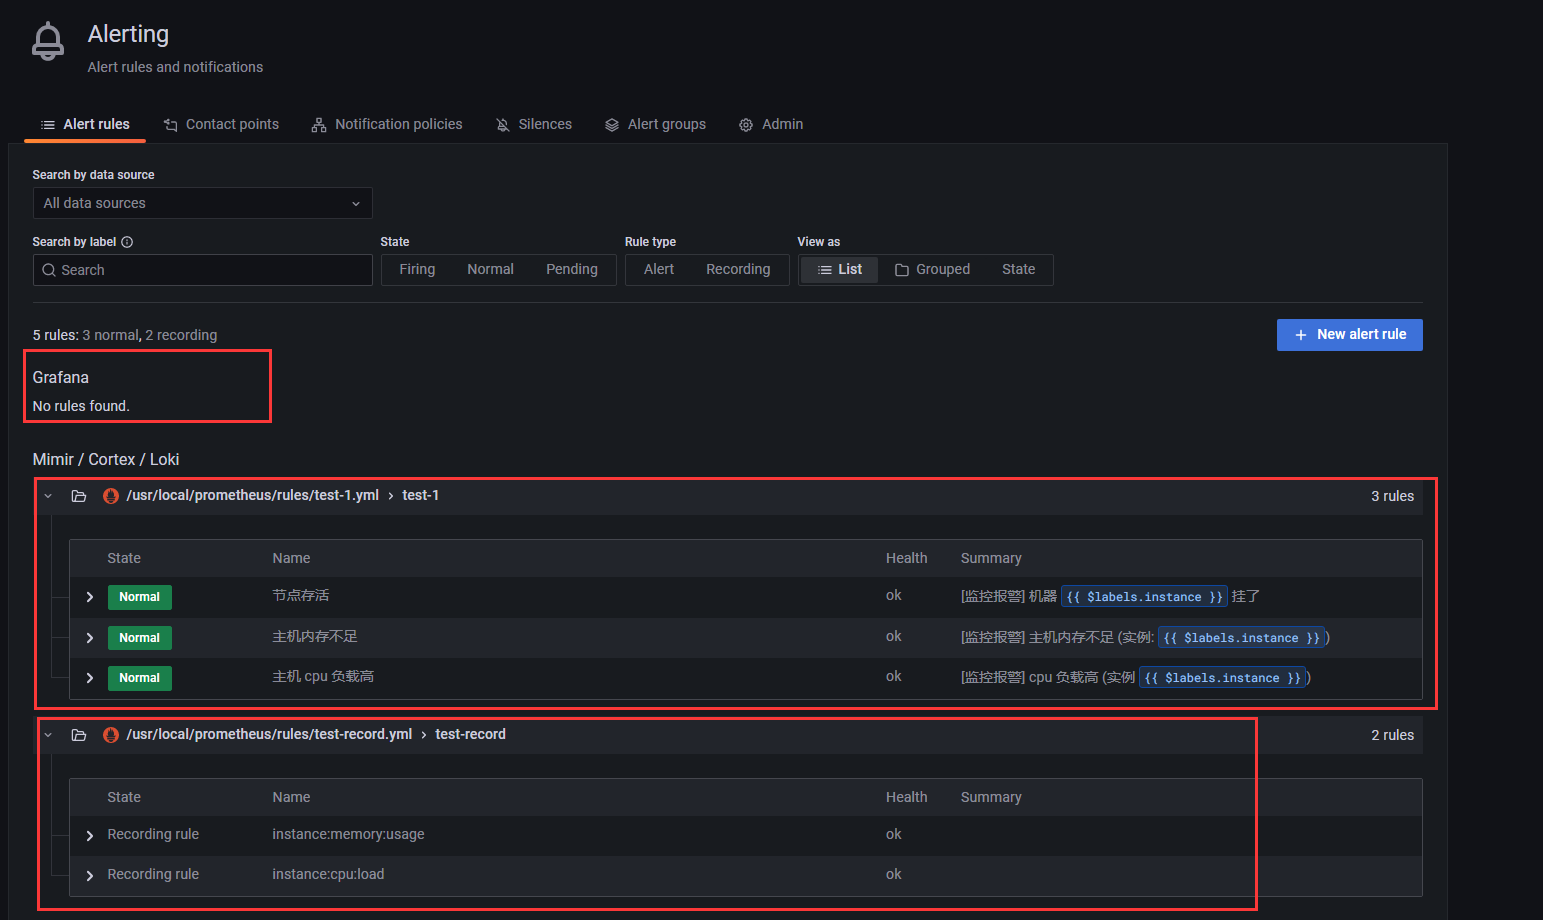 Alerting
Alert rules and notifications
Alert rules Contact points Notification policies Silences Alert groups Admin
Search by data source
All data sources
Search by label State Rule type View as
Search Firing Normal Pending Alert Recording List Grouped State
5 rules: 3 normal, 2 recording
+ New alert rule
Grafana
No rules found.
Mimir / Cortex / Loki
/usr/local/prometheus/rules/test-1.yml > test-1 3 rules
State Name Health Summary
Normal 节点存活 ok [监控报警] 机器 {{ $labels.instance }} 挂了
Normal 主机内存不足 ok [监控报警] 主机内存不足 (实例: {{ $labels.instance }})
Normal 主机 cpu 负载高 ok [监控报警] cpu 负载高 (实例 {{ $labels.instance }})
/usr/local/prometheus/rules/test-record.yml > test-record 2 rules
State Name Health Summary
Recording rule instance:memory:usage ok
Recording rule instance:cpu:load ok